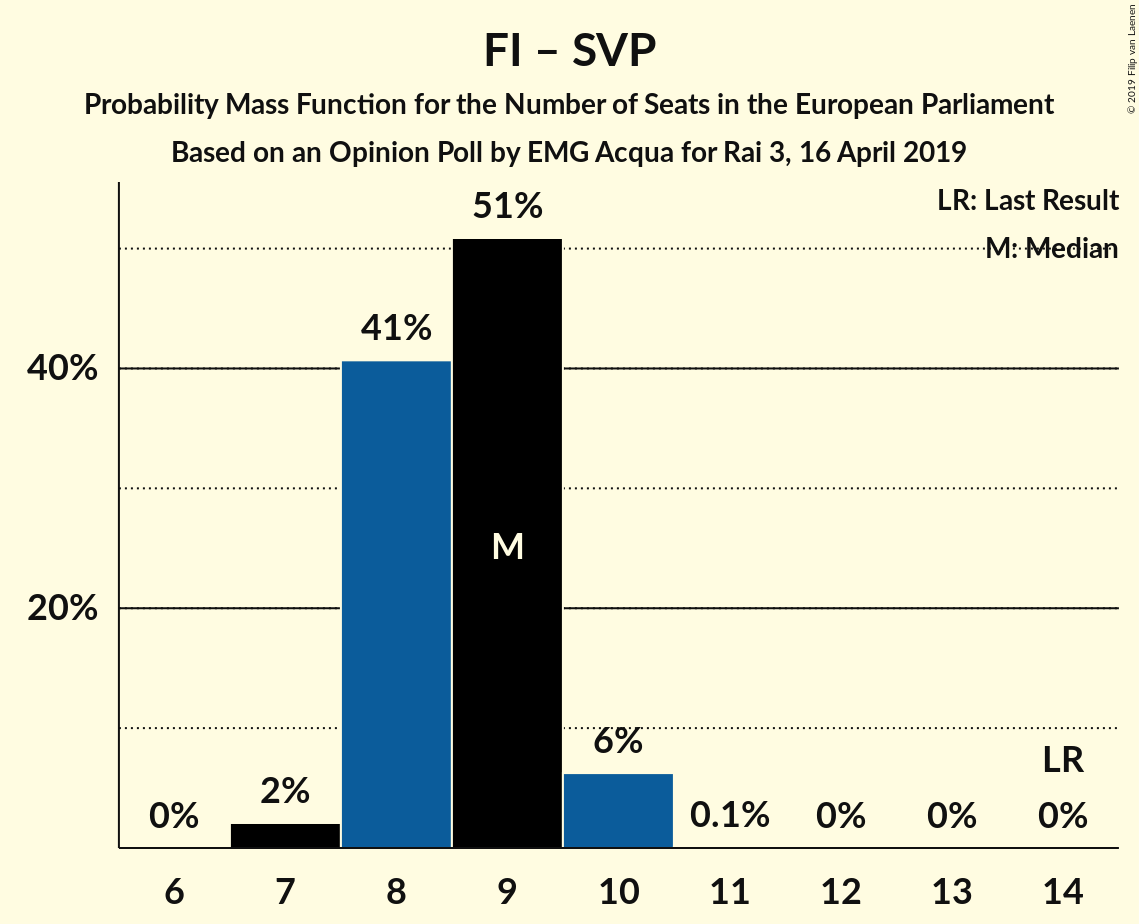 FI – SVP
Probability Mass Function for the Number of Seats in the European Parliament
Based on an Opinion Poll by EMG Acqua for Rai 3, 16 April 2019
© 2019 Filip van Laenen
LR: Last Result
M: Median
51%
41%
40%
M
20%
6%
LR
2%
0%
0.1%
0%
0%
0%
6 7 8 9 10 11 12 13 14